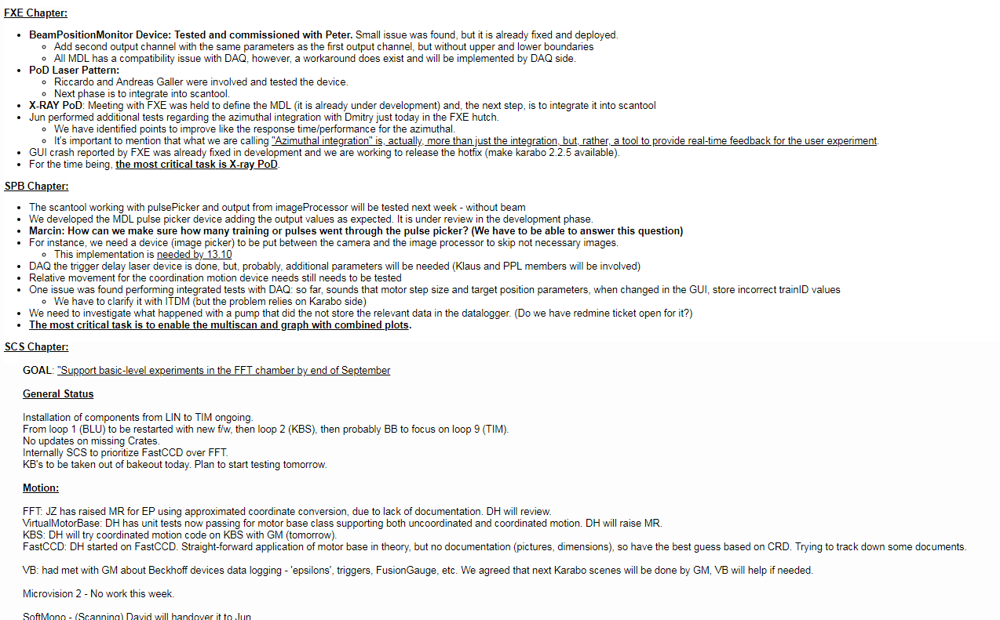 FXE Chapter:
BeamPositionMonitor Device: Tested and commissioned with Peter. Small issue was found, but it is already fixed and deployed.
Add second output channel with the same parameters as the first output channel, but without upper and lower boundaries
All MDL has a compatibility issue with DAQ, however, a workaround does exist and will be implemented by DAQ side.
PoD Laser Pattern:
Riccardo and Andreas Galler were involved and tested the device.
Next phase is to integrate into scantool.
X-RAY PoD: Meeting with FXE was held to define the MDL (it is already under development) and, the next step, is to integrate it into scantool
Jun performed additional tests regarding the azimuthal integration with Dmitry just today in the FXE hutch.
We have identified points to improve like the response time/performance for the azimuthal.
It's important to mention that what we are calling "Azimuthal integration" is, actually, more than just the integration, but, rather, a tool to provide real-time feedback for the user experiment.
GUI crash reported by FXE was already fixed in development and we are working to release the hotfix (make karabo 2.2.5 available).
For the time being, the most critical task is X-ray PoD.
SPB Chapter:
The scantool working with pulsePicker and output from imageProcessor will be tested next week - without beam
We developed the MDL pulse picker device adding the output values as expected. It is under review in the development phase.
Marcin: How can we make sure how many training or pulses went through the pulse picker? (We have to be able to answer this question)
For instance, we need a device (image picker) to be put between the camera and the image processor to skip not necessary images.
This implementation is needed by 13.10
DAQ the trigger delay laser device is done, but, probably, additional parameters will be needed (Klaus and PPL members will be involved)
Relative movement for the coordination motion device needs still needs to be tested
One issue was found performing integrated tests with DAQ: so far, sounds that motor step size and target position parameters, when changed in the GUI, store incorrect trainID values
We have to clarify it with ITDM (but the problem relies on Karabo side)
We need to investigate what happened with a pump that did the not store the relevant data in the datalogger. (Do we have redmine ticket open for it?)
The most critical task is to enable the multiscan and graph with combined plots.
SCS Chapter:
GOAL: "Support basic-level experiments in the FFT chamber by end of September
General Status
Installation of components from LIN to TIM ongoing.
From loop 1 (BLU) to be restarted with new f/w, then loop 2 (KBS), then probably BB to focus on loop 9 (TIM).
No updates on missing Crates.
Internally SCS to prioritize FastCCD over FFT.
KB's to be taken out of bakeout today. Plan to start testing tomorrow.
Motion:
FFT: JZ has raised MR for EP using approximated coordinate conversion, due to lack of documentation. DH will review.
VirtualMotorBase: DH has unit tests now passing for motor base class supporting both uncoordinated and coordinated motion. DH will raise MR.
KBS: DH will try coordinated motion code on KBS with GM (tomorrow).
FastCCD: DH started on FastCCD. Straight-forward application of motor base in theory, but no documentation (pictures, dimensions), so have the best guess based on CRD. Trying to track down some documents.
VB: had met with GM about Beckhoff devices data logging - 'epsilons', triggers, FusionGauge, etc. We agreed that next Karabo scenes will be done by GM, VB will help if needed.
Microvision 2 - No work this week.
SoftMono - (Scanning) David will handover it to Jun